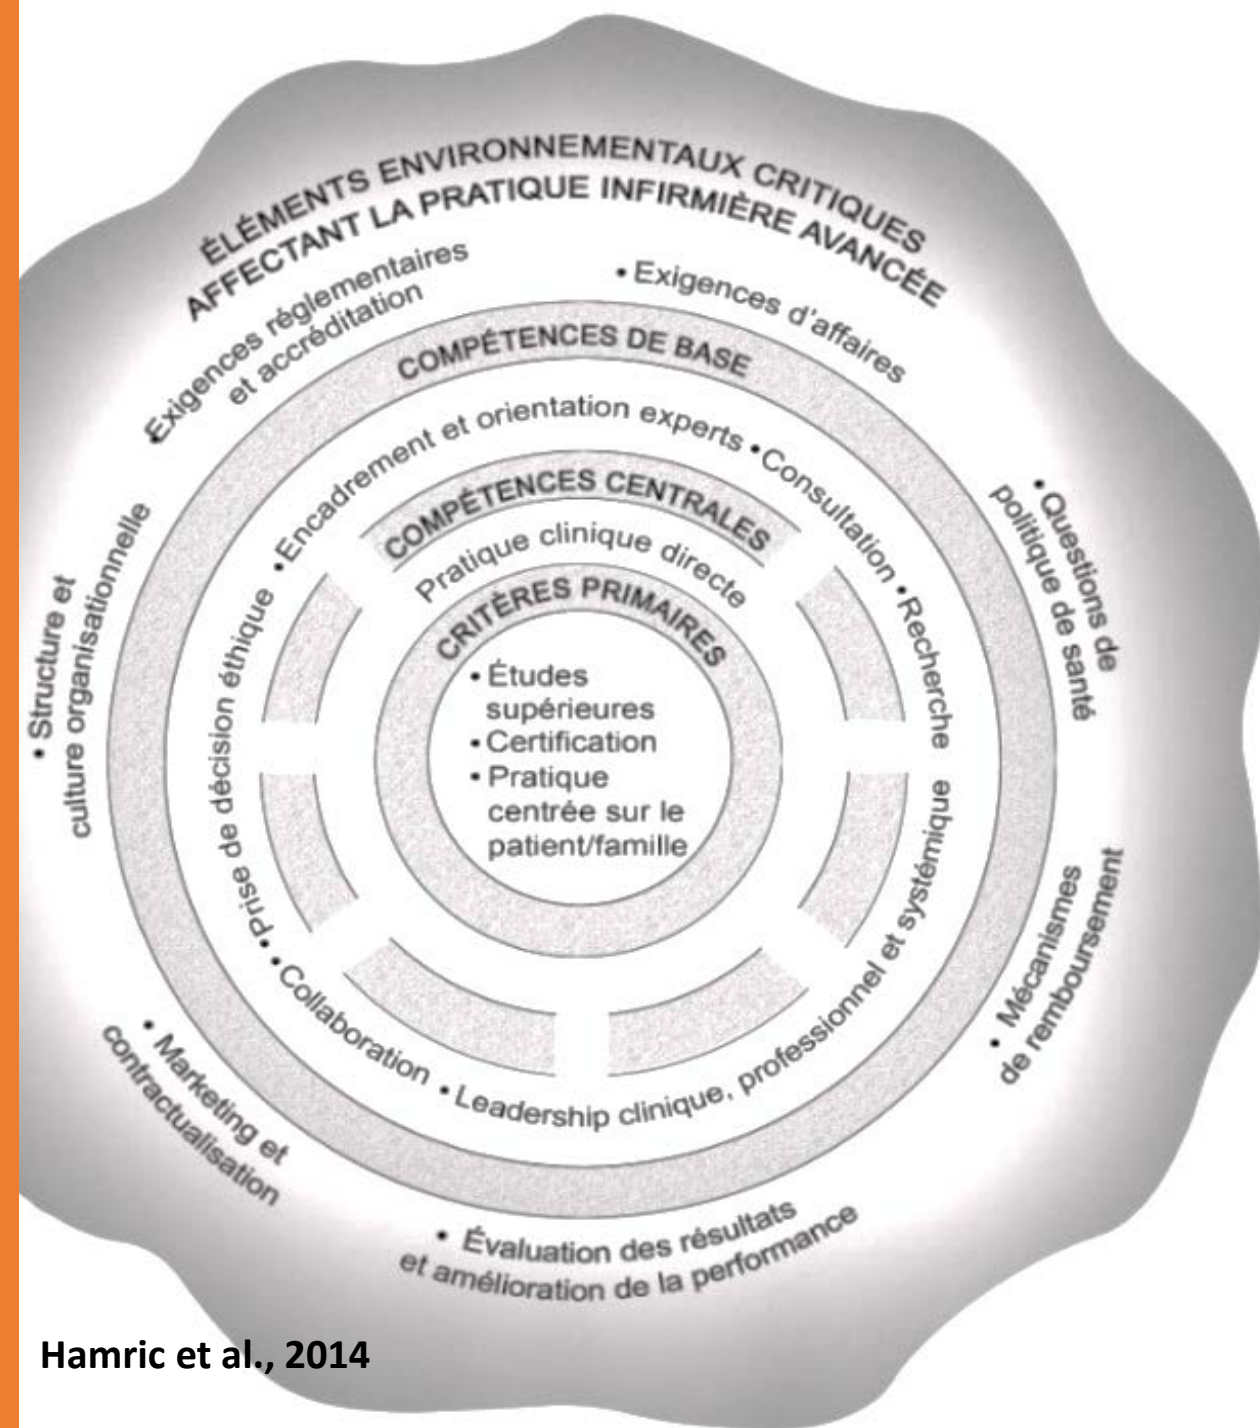 ÉLÉMENTS ENVIRONNEMENTAUX CRITIQUES
AFFECTANT LA PRATIQUE INFIRMIÈRE AVANCÉE
• Exigences réglementaires
et accréditation
• Exigences d'affaires
• Questions de
politique de santé
• Mécanismes
de remboursement
• Évaluation des résultats
et amélioration de la performance
• Marketing et
contractualisation
• Structure et
culture organisationnelle
COMPÉTENCES DE BASE
• Encadrement et orientation experts
• Consultation
• Recherche
• Leadership clinique, professionnel et systémique
• Collaboration
• Prise de décision éthique
COMPÉTENCES CENTRALES
Pratique clinique directe
CRITÈRES PRIMAIRES
• Études
supérieures
• Certification
• Pratique
centrée sur le
patient/famille
Hamric et al., 2014